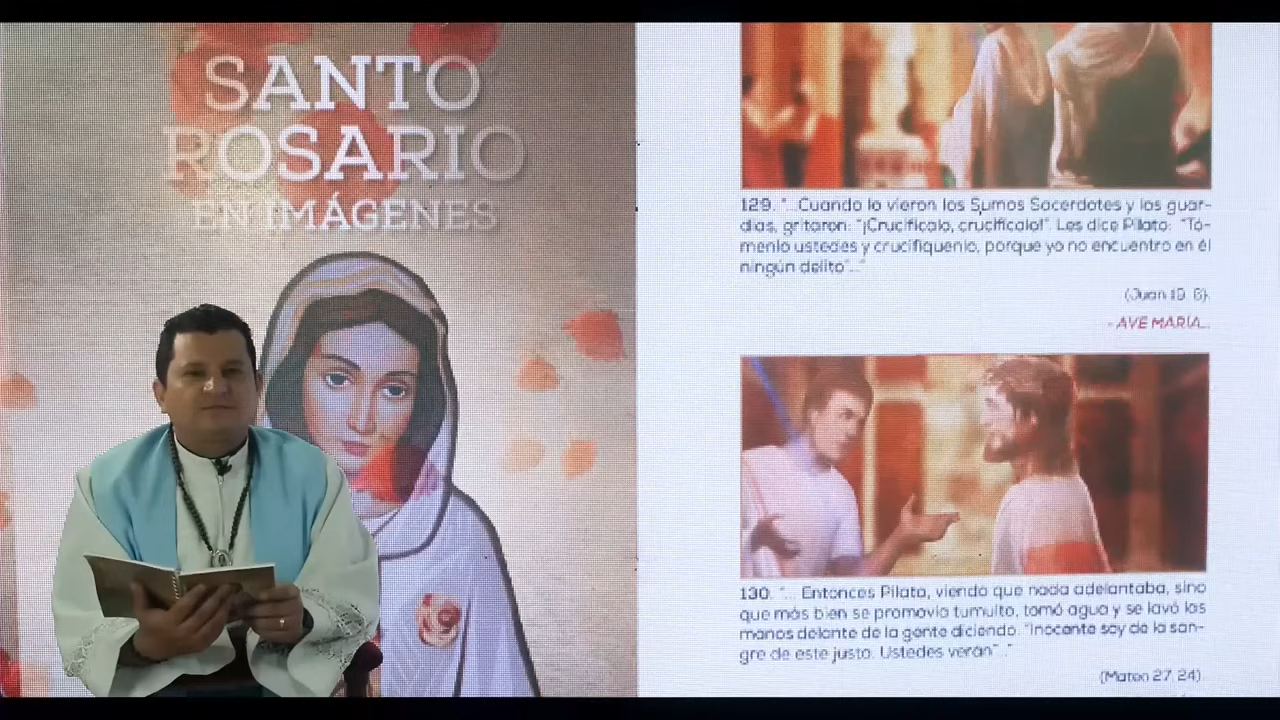 SANTO
ROSARIO
EN IMÁGENES
129. "...Cuando lo vieron los Sumos Sacerdotes y los guar-
dias, gritaron: "¡Crucifícalo, crucifícalo!". Les dice Pilato: "Tó-
menlo ustedes y crucifíquenlo, porque yo no encuentro en él
ningún delito"..."
(Juan 19, 6).
- AVE MARÍA...
130. "... Entonces Pilato, viendo que nada adelantaba, sino
que más bien se promovía tumulto, tomó agua y se lavó las
manos delante de la gente diciendo: "Inocente soy de la san-
gre de este justo. Ustedes verán"..."
(Mateo 27, 24).